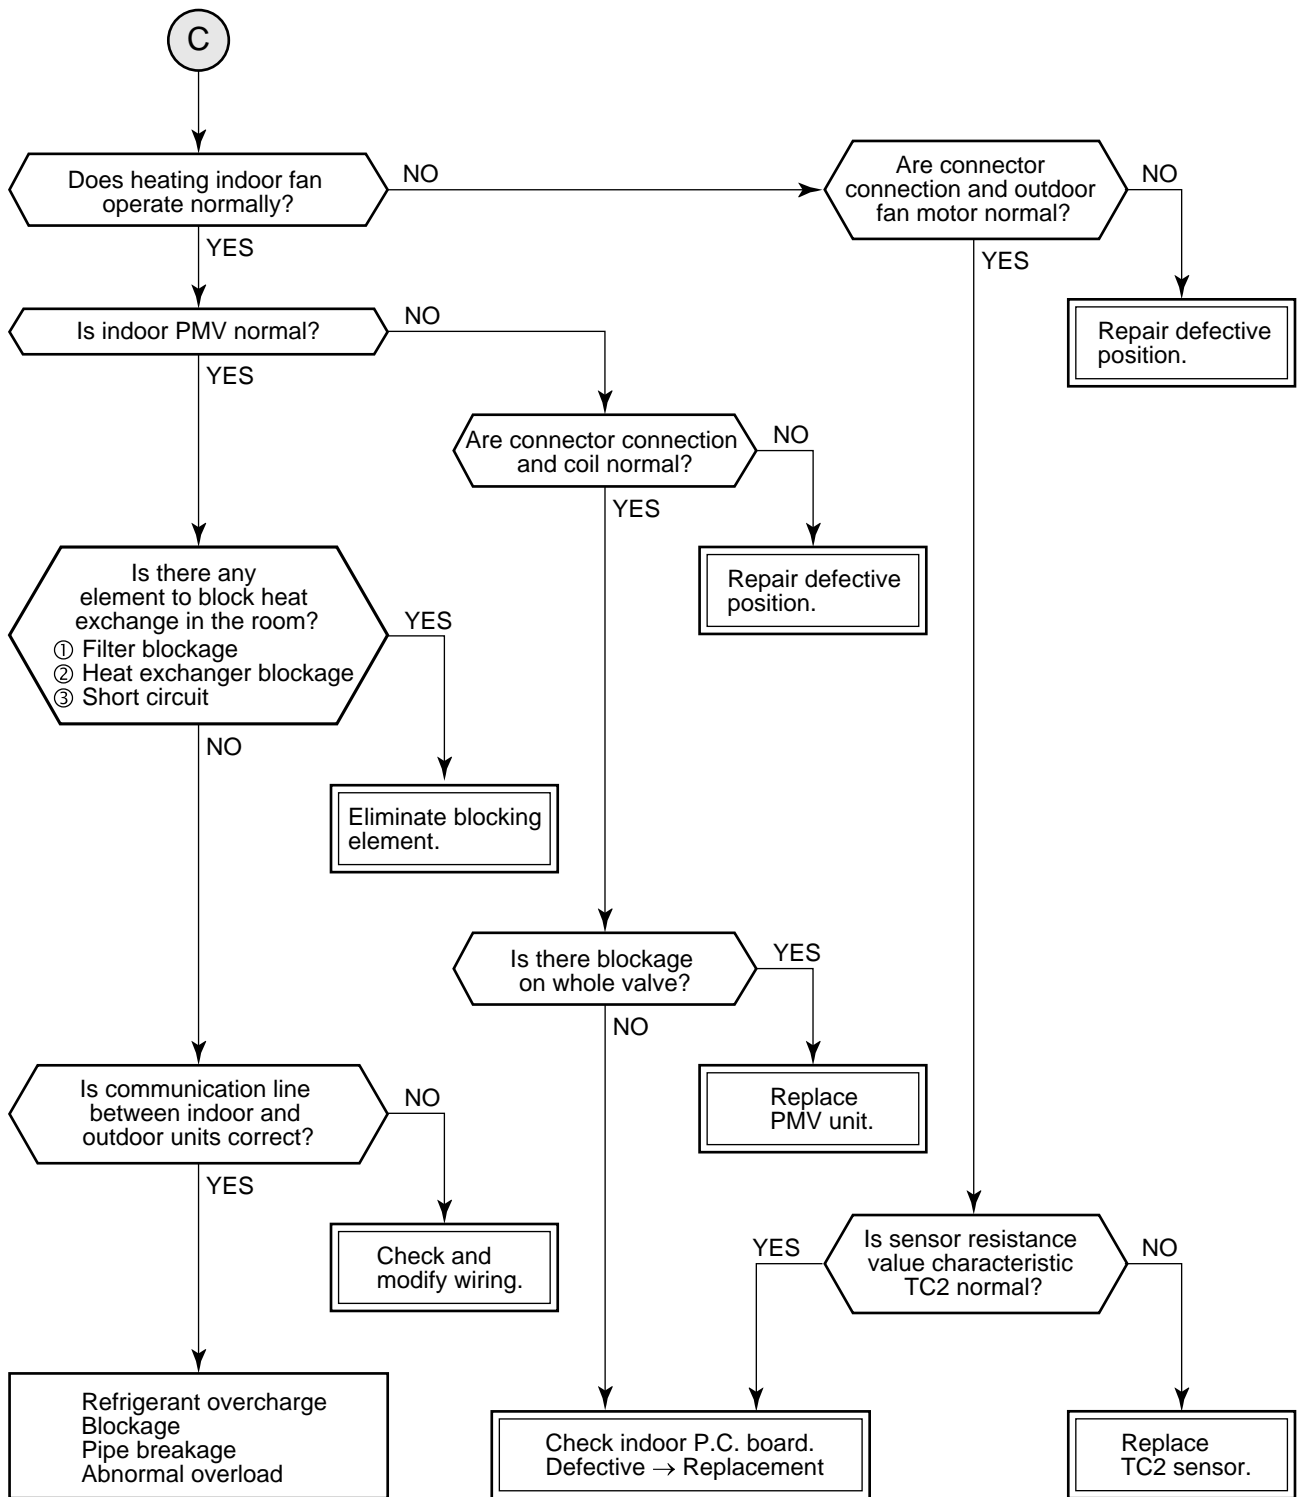 C
Does heating indoor fan
operate normally?
NO
YES
Are connector
connection and outdoor
fan motor normal?
NO
YES
Repair defective
position.
Is indoor PMV normal?
NO
YES
Are connector connection
and coil normal?
NO
YES
Repair defective
position.
Is there any
element to block heat
exchange in the room?
① Filter blockage
② Heat exchanger blockage
③ Short circuit
YES
NO
Eliminate blocking
element.
Is there blockage
on whole valve?
YES
NO
Replace
PMV unit.
Is communication line
between indoor and
outdoor units correct?
NO
YES
Check and
modify wiring.
Is sensor resistance
value characteristic
TC2 normal?
YES
NO
Refrigerant overcharge
Blockage
Pipe breakage
Abnormal overload
Check indoor P.C. board.
Defective → Replacement
Replace
TC2 sensor.